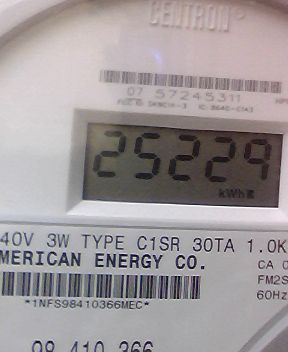 CENTRON
07 57245311
25229
kWh
40V 3W TYPE C1SR 30TA 1.0K
MERICAN ENERGY CO.
CA 0
FM2S
60Hz
*1NFS98410366MEC*
98 410 366